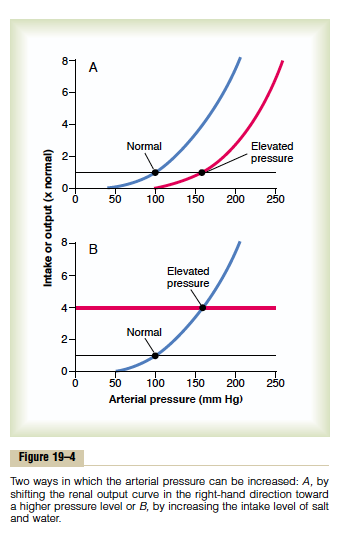 8
A
6
4
Normal
Elevated
pressure
2
0
0 50 100 150 200 250
Intake or output (x normal)
8
B
6
Elevated
pressure
4
Normal
2
0
0 50 100 150 200 250
Arterial pressure (mm Hg)
Figure 19–4
Two ways in which the arterial pressure can be increased: A, by
shifting the renal output curve in the right-hand direction toward
a higher pressure level or B, by increasing the intake level of salt
and water.